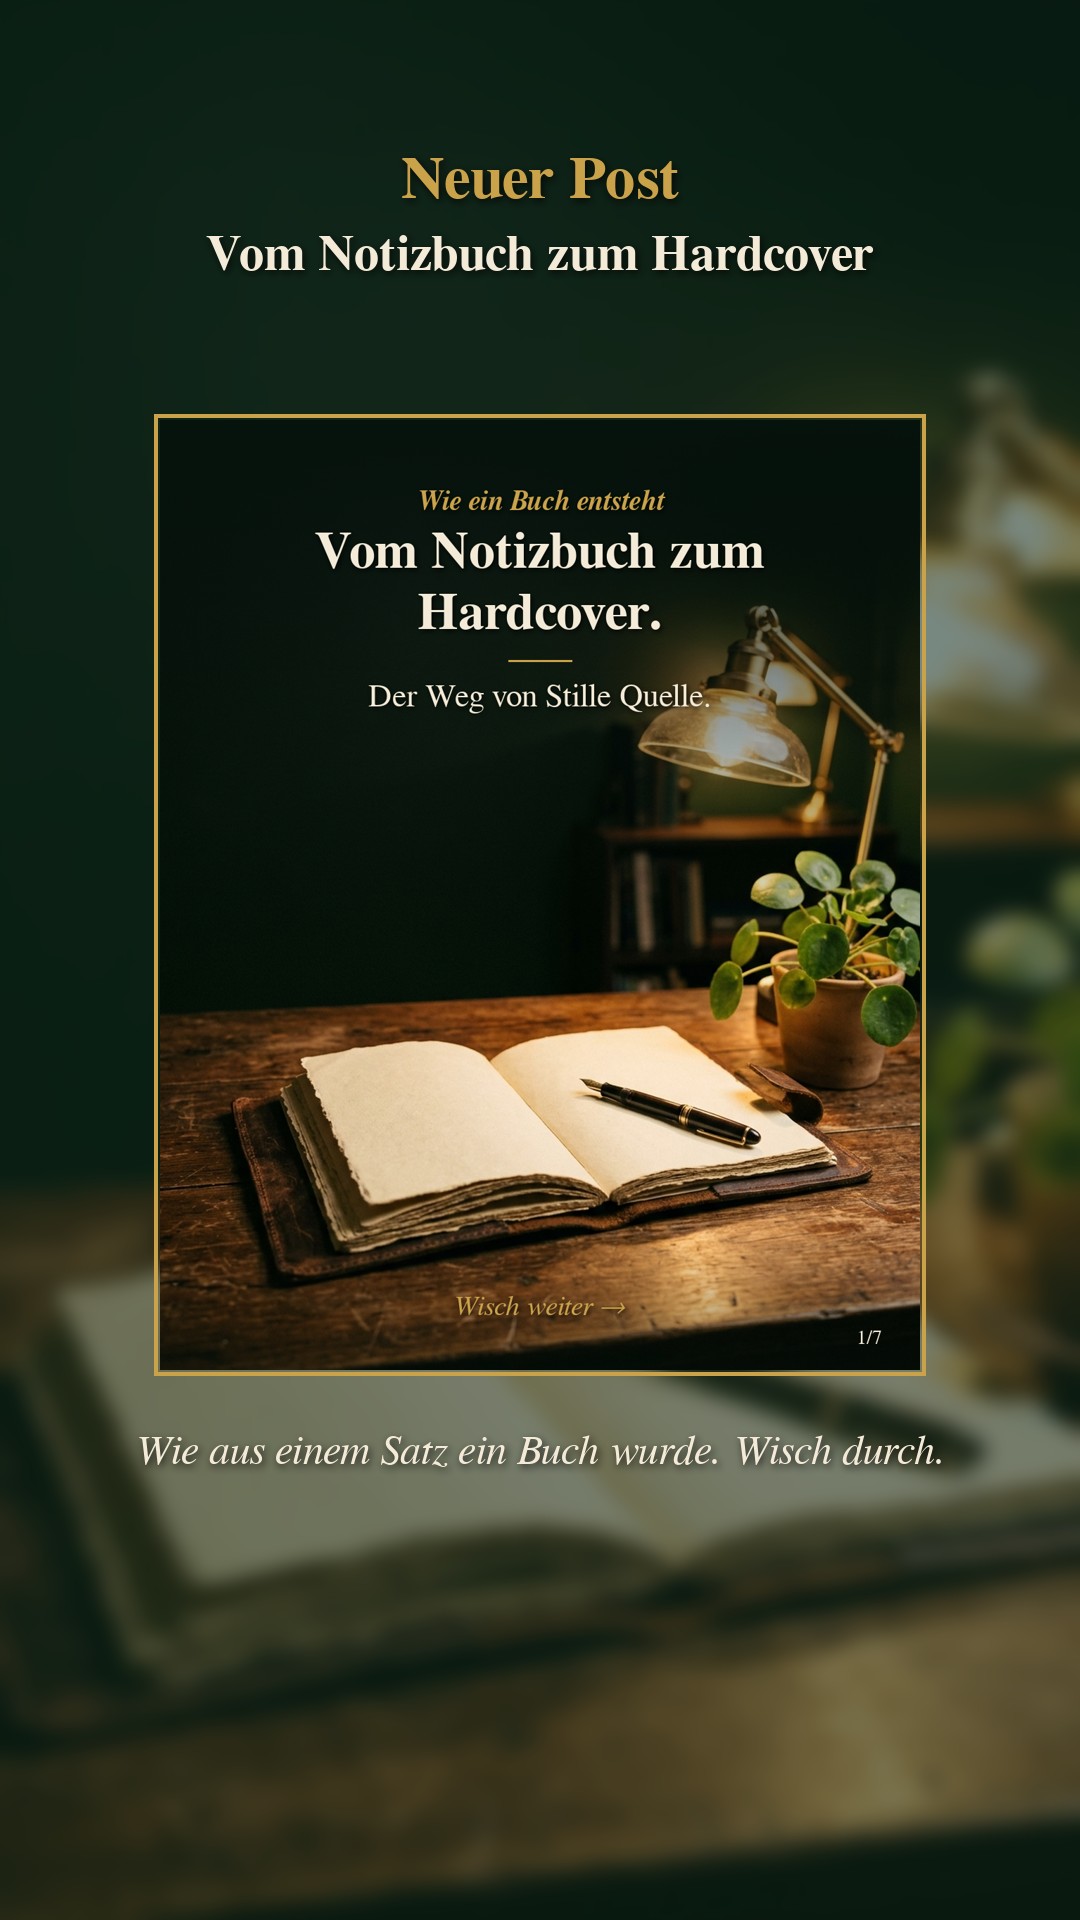 Neuer Post
Vom Notizbuch zum Hardcover
Wie ein Buch entsteht
Vom Notizbuch zum
Hardcover.
Der Weg von Stille Quelle.
Wisch weiter →
1/7
Wie aus einem Satz ein Buch wurde. Wisch durch.